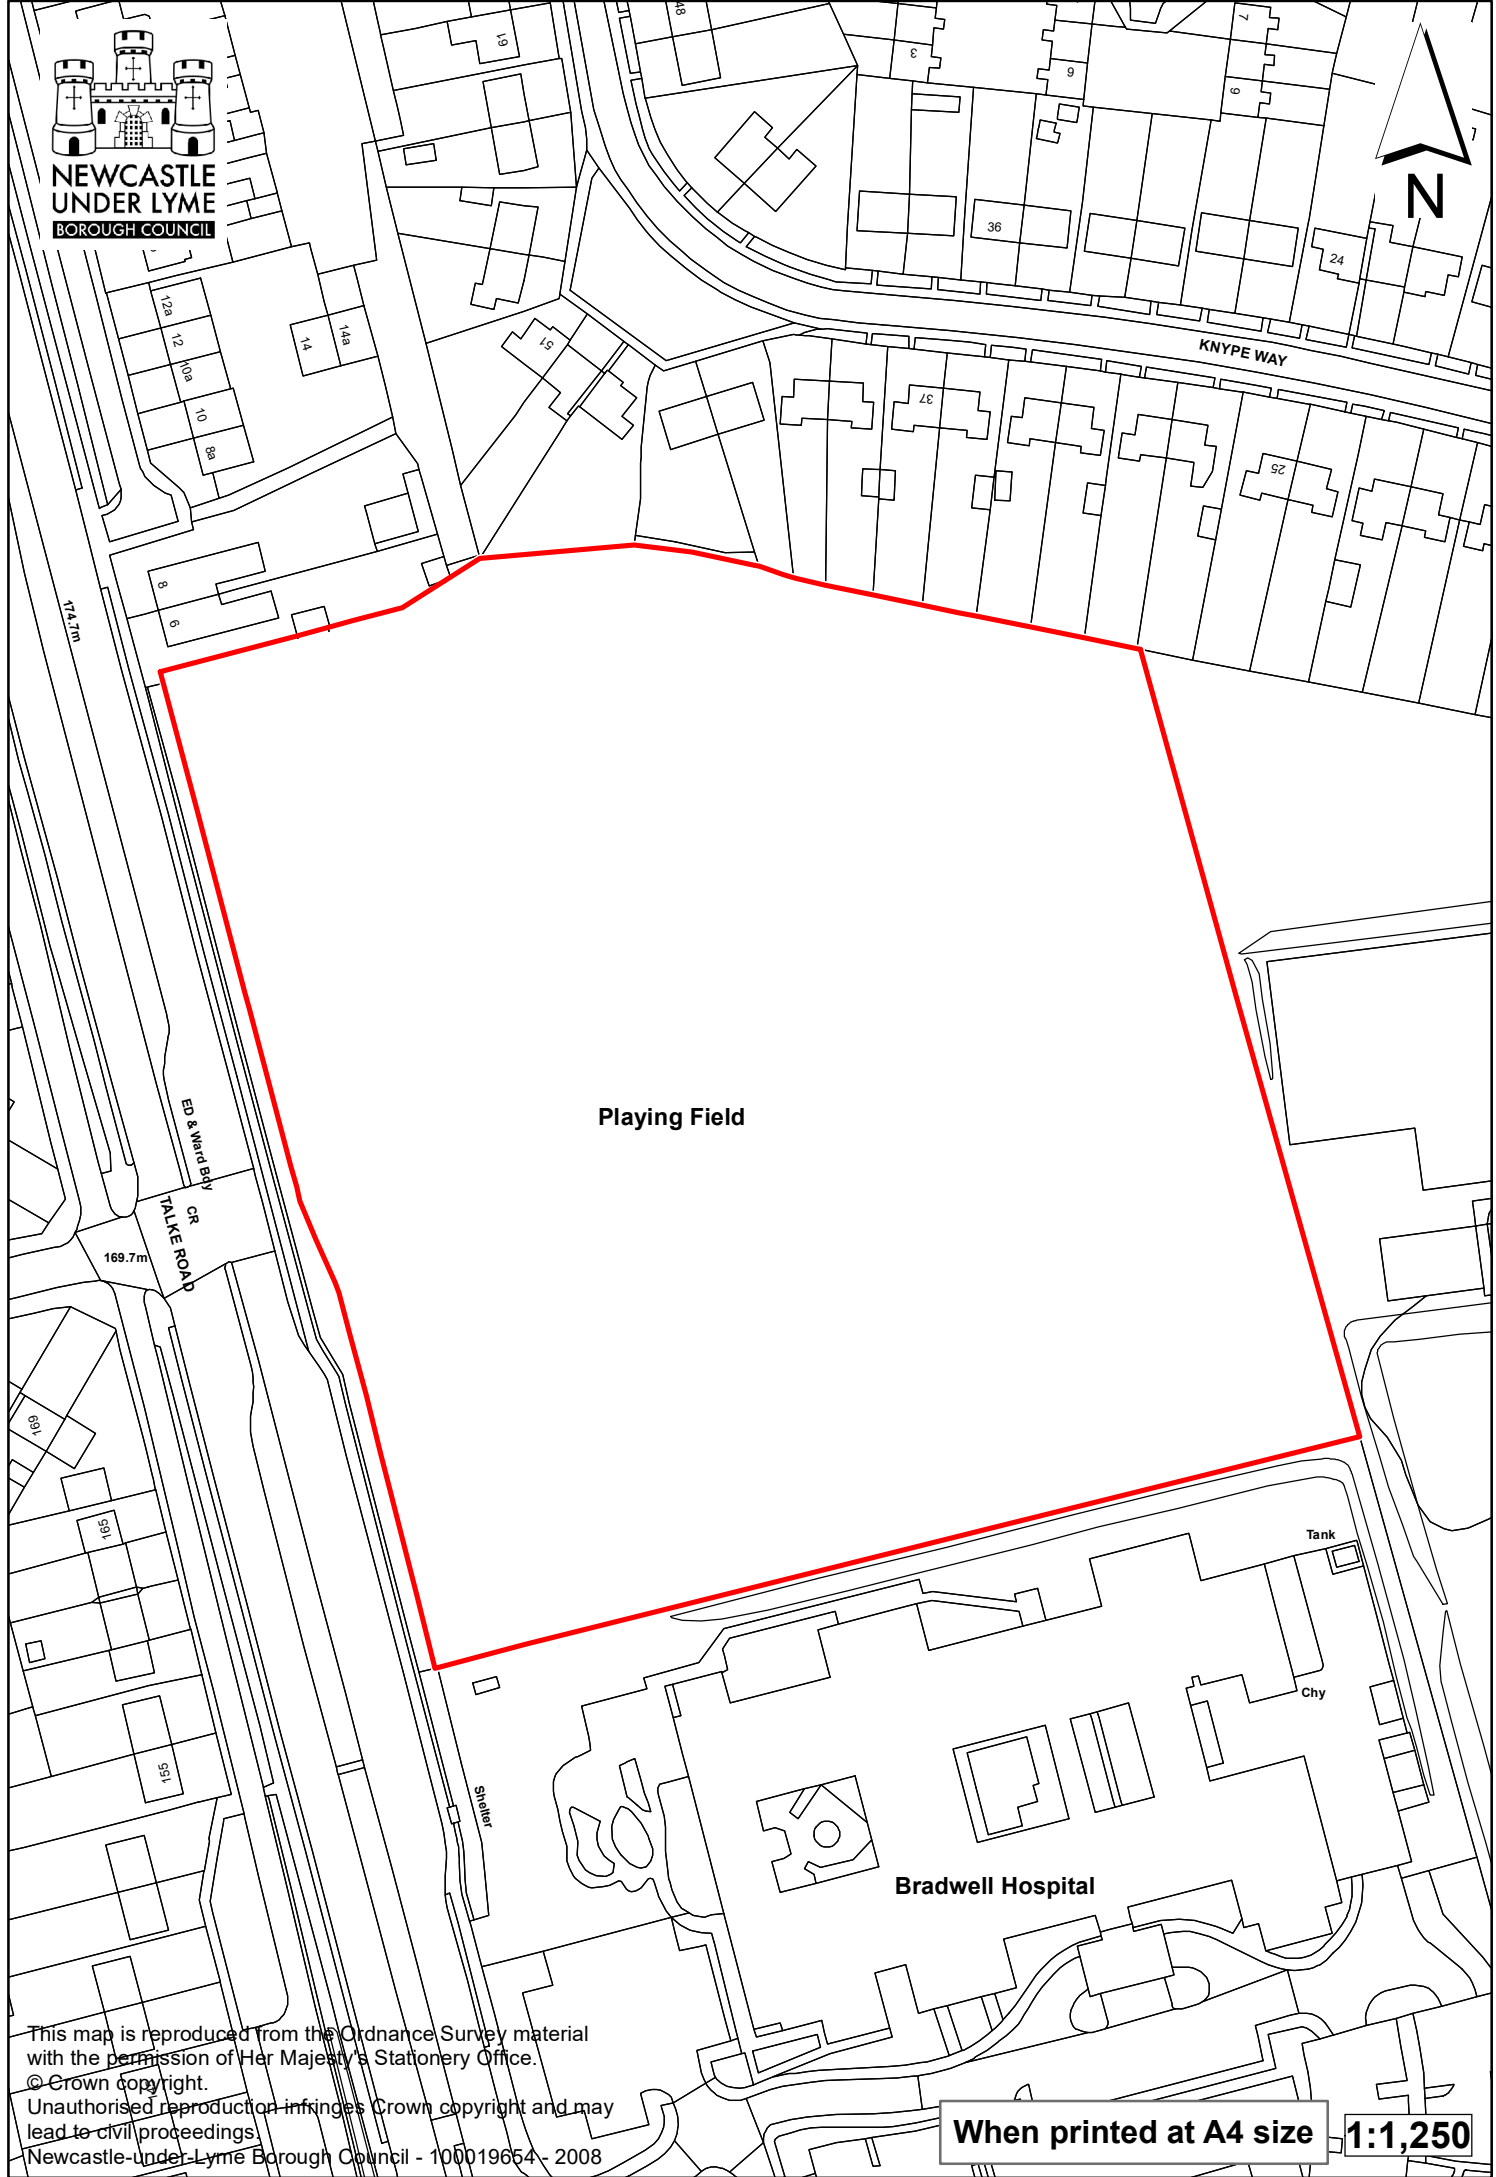 NEWCASTLE
UNDER LYME
BOROUGH COUNCIL
N
61
48
3
6
7
9
36
24
KNYPE WAY
12a
12
10a
10
8a
14
14a
51
37
25
8
6
174.7m
Playing Field
ED & Ward Bdy
CR
TALKE ROAD
169.7m
169
165
155
Tank
Chy
Shelter
Bradwell Hospital
This map is reproduced from the Ordnance Survey material
with the permission of Her Majesty's Stationery Office.
© Crown copyright.
Unauthorised reproduction infringes Crown copyright and may
lead to civil proceedings.
Newcastle-under-Lyme Borough Council - 100019654 - 2008
When printed at A4 size
1:1,250